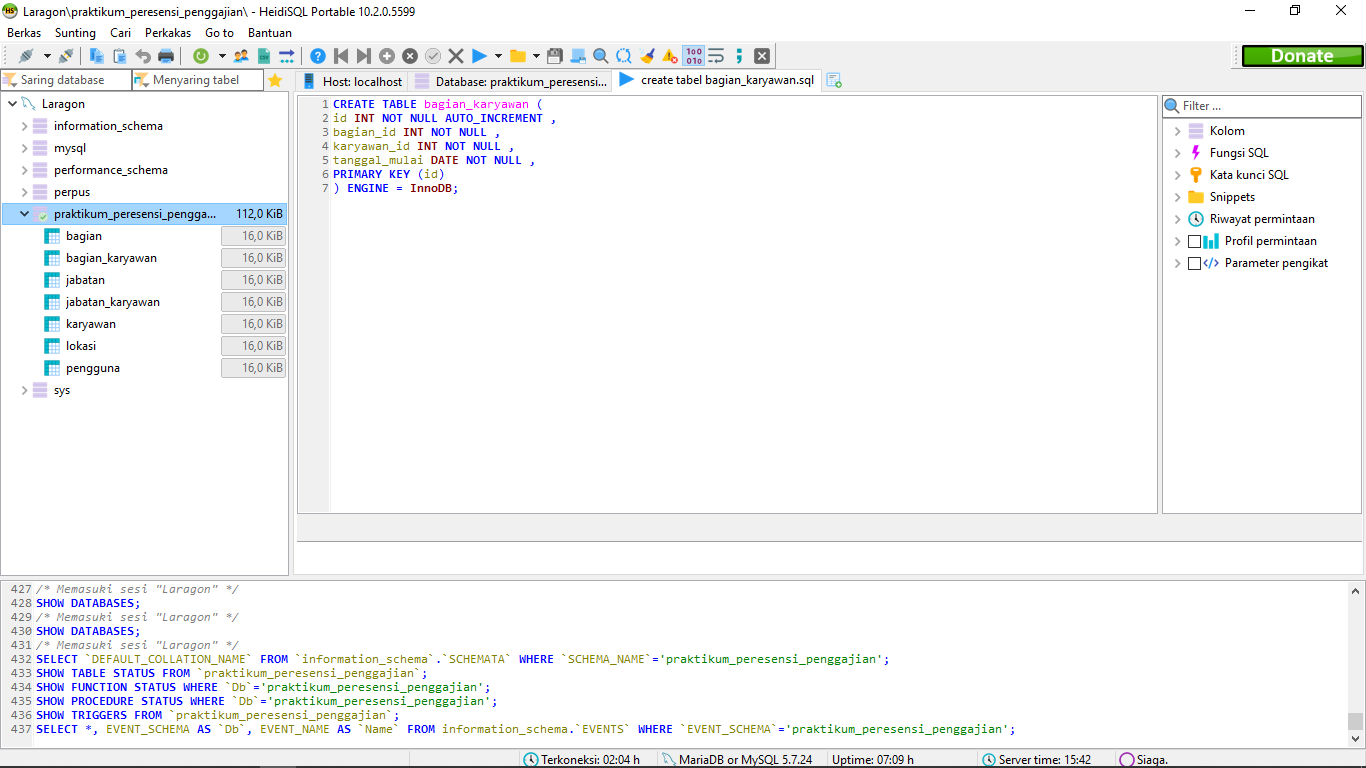 Laragon\praktikum_peresensi_penggajian\ - HeidiSQL Portable 10.2.0.5599
Berkas Sunting Cari Perkakas Go to Bantuan
Donate
Saring database Menyaring tabel
Host: localhost Database: praktikum_peresensi... create tabel bagian_karyawan.sql
Laragon
information_schema
mysql
performance_schema
perpus
praktikum_peresensi_pengga... 112,0 KiB
bagian 16,0 KiB
bagian_karyawan 16,0 KiB
jabatan 16,0 KiB
jabatan_karyawan 16,0 KiB
karyawan 16,0 KiB
lokasi 16,0 KiB
pengguna 16,0 KiB
sys
1 CREATE TABLE bagian_karyawan (
2 id INT NOT NULL AUTO_INCREMENT ,
3 bagian_id INT NOT NULL ,
4 karyawan_id INT NOT NULL ,
5 tanggal_mulai DATE NOT NULL ,
6 PRIMARY KEY (id)
7 ) ENGINE = InnoDB;
Filter ...
Kolom
Fungsi SQL
Kata kunci SQL
Snippets
Riwayat permintaan
Profil permintaan
Parameter pengikat
427 /* Memasuki sesi "Laragon" */
428 SHOW DATABASES;
429 /* Memasuki sesi "Laragon" */
430 SHOW DATABASES;
431 /* Memasuki sesi "Laragon" */
432 SELECT `DEFAULT_COLLATION_NAME` FROM `information_schema`.`SCHEMATA` WHERE `SCHEMA_NAME`='praktikum_peresensi_penggajian';
433 SHOW TABLE STATUS FROM `praktikum_peresensi_penggajian`;
434 SHOW FUNCTION STATUS WHERE `Db`='praktikum_peresensi_penggajian';
435 SHOW PROCEDURE STATUS WHERE `Db`='praktikum_peresensi_penggajian';
436 SHOW TRIGGERS FROM `praktikum_peresensi_penggajian`;
437 SELECT *, EVENT_SCHEMA AS `Db`, EVENT_NAME AS `Name` FROM information_schema.`EVENTS` WHERE `EVENT_SCHEMA`='praktikum_peresensi_penggajian';
Terkoneksi: 02:04 h MariaDB or MySQL 5.7.24 Uptime: 07:09 h Server time: 15:42 Siaga.